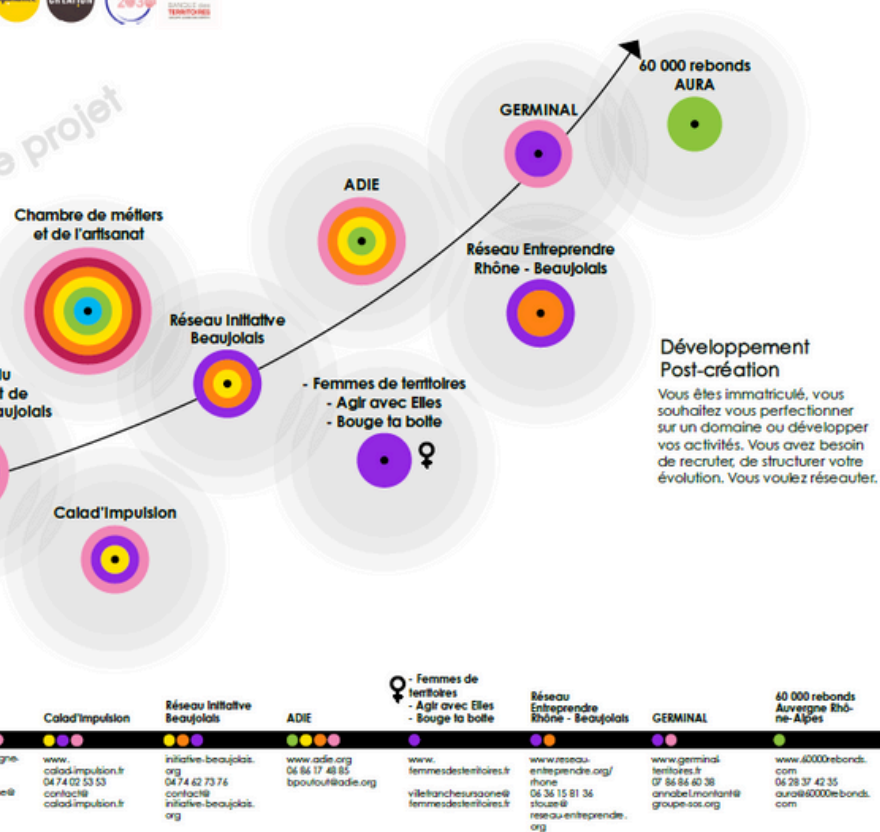 BANQUE des
TERRITOIRES
e projet
60 000 rebonds
AURA
GERMINAL
ADIE
Chambre de métiers
et de l'artisanat
Réseau Entreprendre
Rhône - Beaujolais
Réseau Initiative
Beaujolais
- Femmes de territoires
- Agir avec Elles
- Bouge ta boîte
t de
aujolais
Calad'Impulsion
Développement
Post-création
Vous êtes immatriculé, vous
souhaitez vous perfectionner
sur un domaine ou développer
vos activités. Vous avez besoin
de recruter, de structurer votre
évolution. Vous voulez réseauter.
Calad'Impulsion
www.
calad-impulsion.fr
04 74 02 53 53
contact@
calad-impulsion.fr
Réseau Initiative
Beaujolais
initiative-beaujolais.
org
04 74 62 73 76
contact@
initiative-beaujolais.
org
ADIE
www.adie.org
06 86 17 48 85
bpoutout@adie.org
- Femmes de
territoires
- Agir avec Elles
- Bouge ta boite
www.
femmesdesterritoires.fr
villefranchesursaone@
femmesdesterritoires.fr
Réseau
Entreprendre
Rhône - Beaujolais
www.reseau-
entreprendre.org/
rhone
06 36 15 81 36
stouze@
reseau-entreprendre.
org
GERMINAL
www.germinal-
territoires.fr
07 86 86 60 38
annabel.montant@
groupe-sos.org
60 000 rebonds
Auvergne Rhô-
ne-Alpes
www.60000rebonds.
com
06 28 37 42 35
aura@60000rebonds.
com